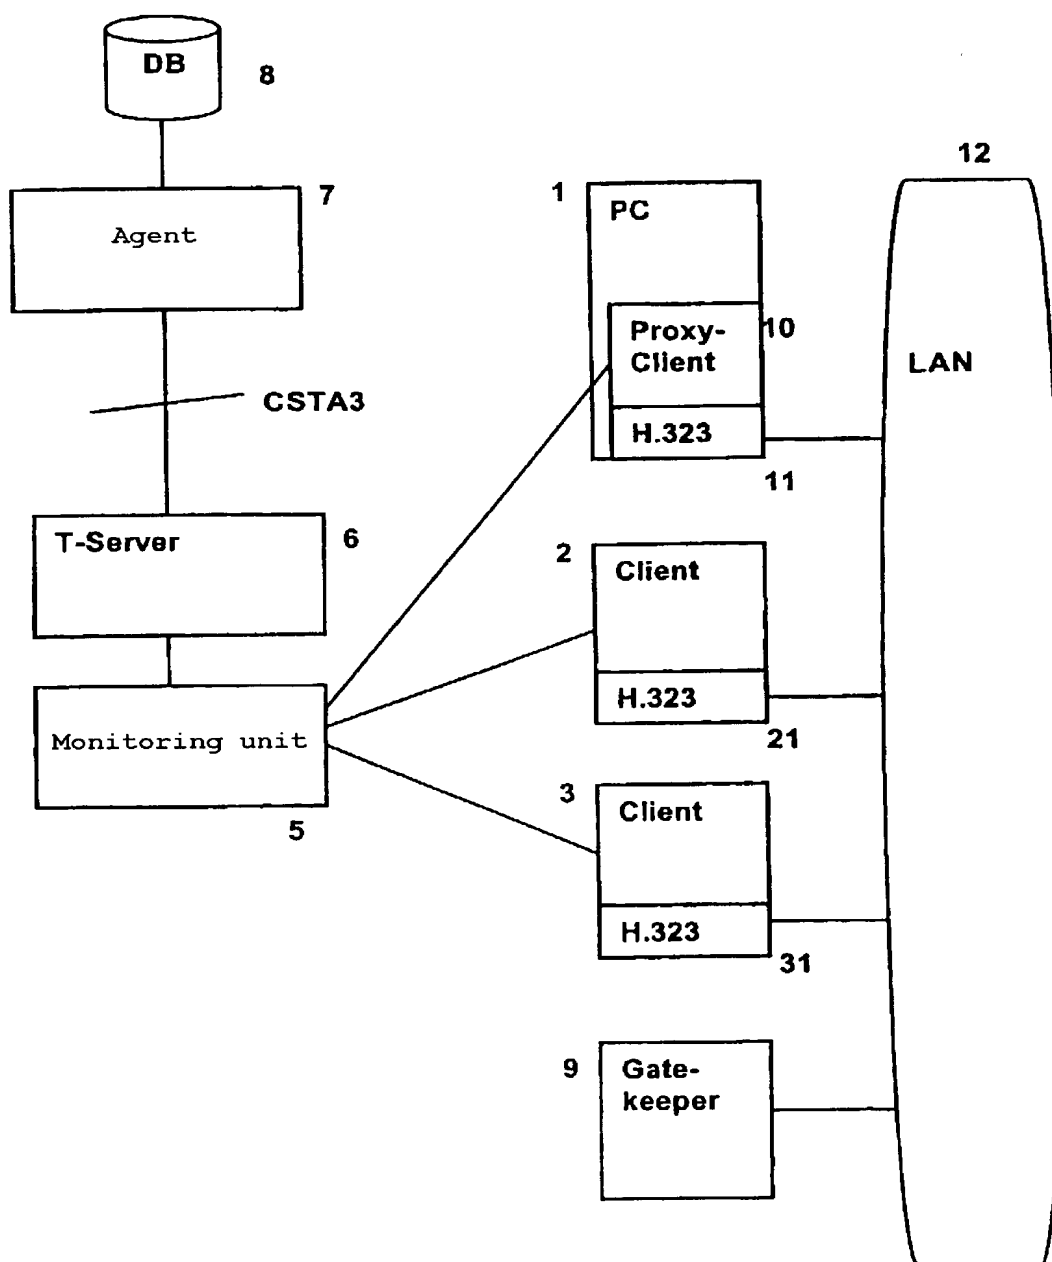 DB
8
7
Agent
CSTA3
T-Server
6
Monitoring unit
5
12
1
PC
Proxy-
Client
10
H.323
11
LAN
2
Client
H.323
21
3
Client
H.323
31
9
Gate-
keeper